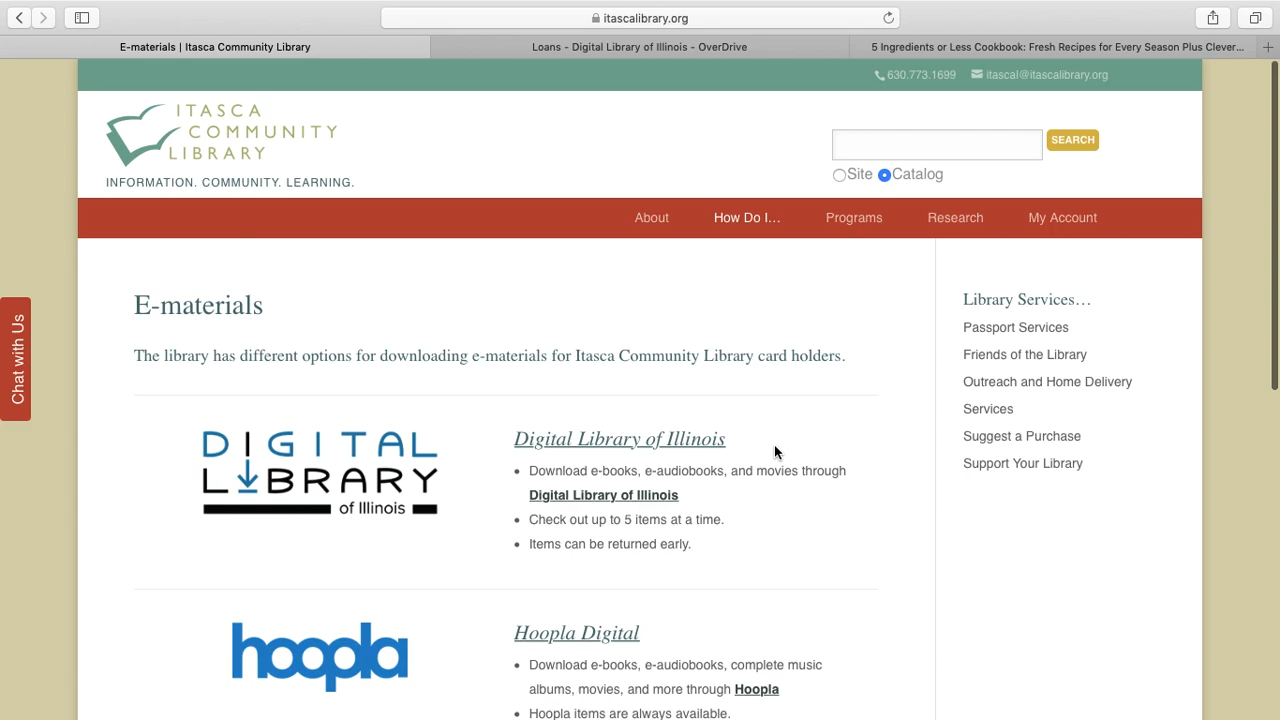 itascalibrary.org
E-materials | Itasca Community Library
Loans - Digital Library of Illinois - OverDrive
5 Ingredients or Less Cookbook: Fresh Recipes for Every Season Plus Clever...
630.773.1699
itascal@itascalibrary.org
ITASCA
COMMUNITY
LIBRARY
INFORMATION. COMMUNITY. LEARNING.
SEARCH
Site Catalog
About How Do I... Programs Research My Account
Chat with Us
E-materials
The library has different options for downloading e-materials for Itasca Community Library card holders.
DIGITAL
LIBRARY
of Illinois
Digital Library of Illinois
• Download e-books, e-audiobooks, and movies through
Digital Library of Illinois
• Check out up to 5 items at a time.
• Items can be returned early.
hoopla
Hoopla Digital
• Download e-books, e-audiobooks, complete music
albums, movies, and more through Hoopla
• Hoopla items are always available.
Library Services...
Passport Services
Friends of the Library
Outreach and Home Delivery
Services
Suggest a Purchase
Support Your Library